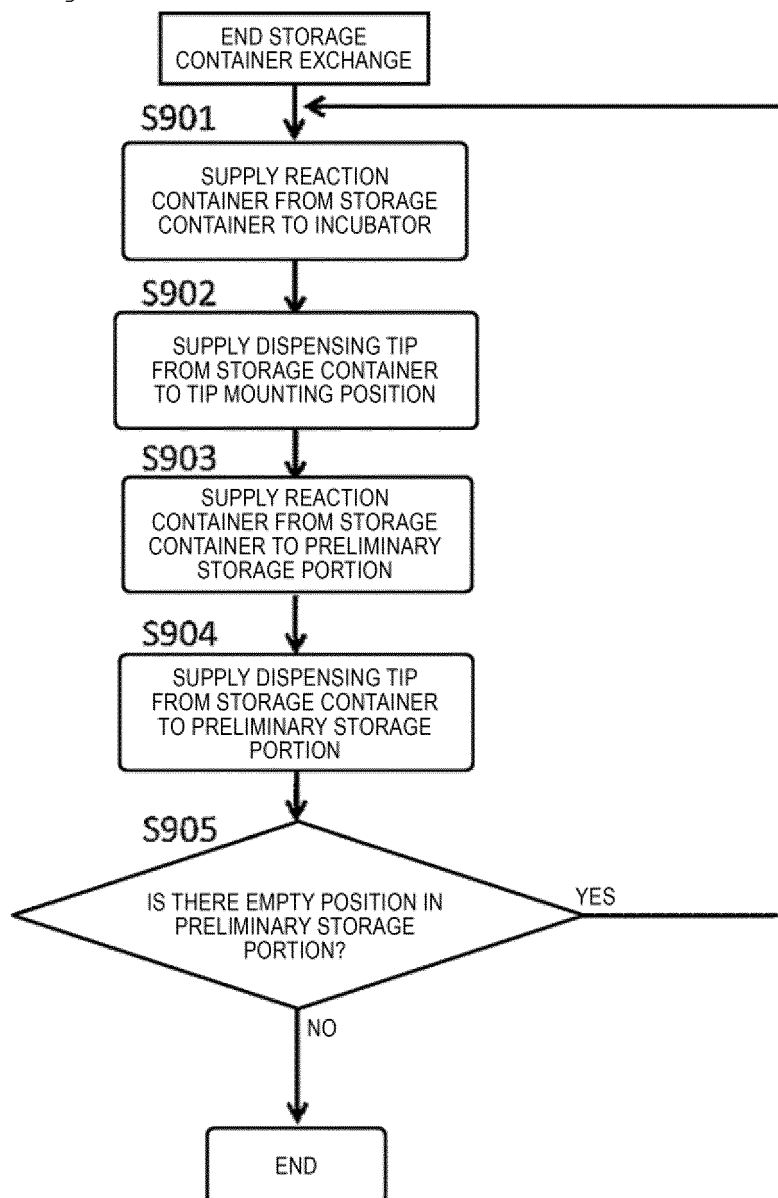 END STORAGE
CONTAINER EXCHANGE
S901
SUPPLY REACTION
CONTAINER FROM STORAGE
CONTAINER TO INCUBATOR
S902
SUPPLY DISPENSING TIP
FROM STORAGE CONTAINER
TO TIP MOUNTING POSITION
S903
SUPPLY REACTION
CONTAINER FROM STORAGE
CONTAINER TO PRELIMINARY
STORAGE PORTION
S904
SUPPLY DISPENSING TIP
FROM STORAGE CONTAINER
TO PRELIMINARY STORAGE
PORTION
S905
IS THERE EMPTY POSITION IN
PRELIMINARY STORAGE
PORTION?
YES
NO
END